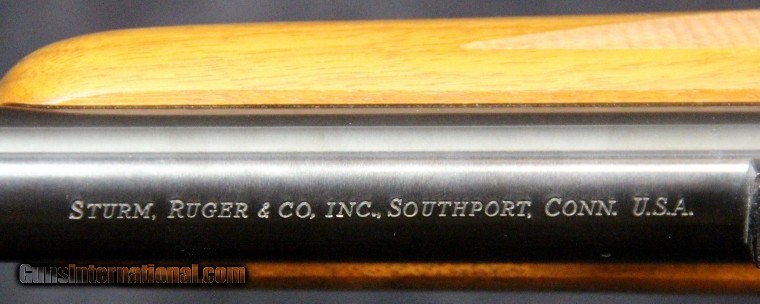 STURM, RUGER & CO., INC., SOUTHPORT, CONN. U.S.A.
GunsInternational.com